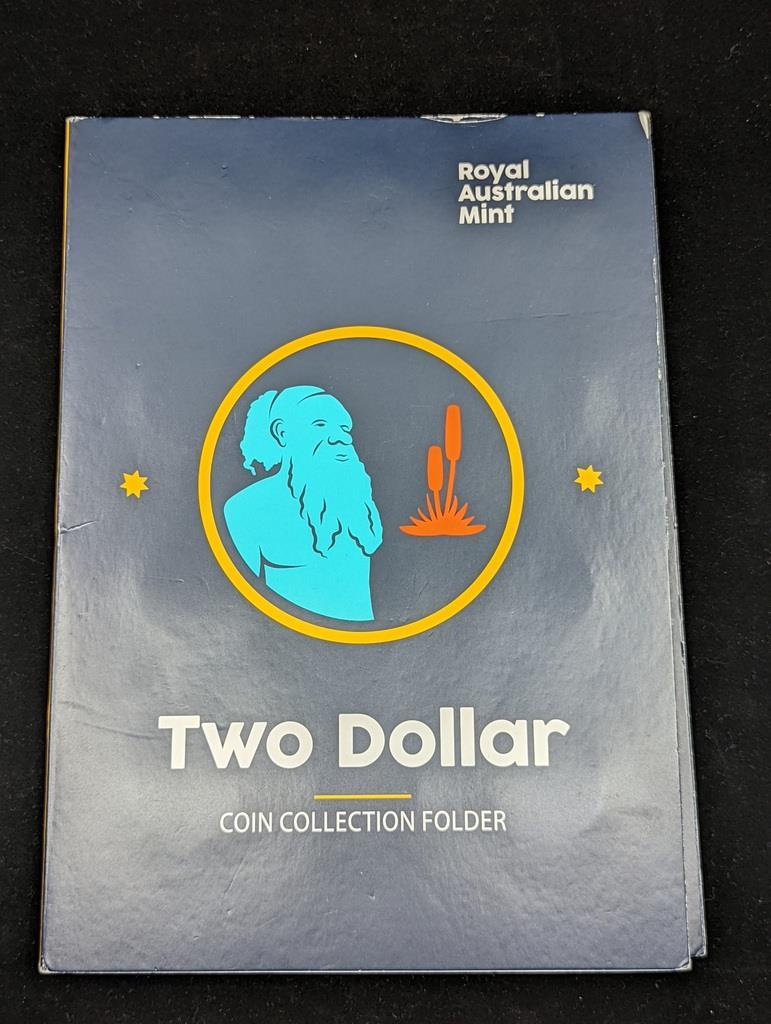 Royal
Australian
Mint
Two Dollar
COIN COLLECTION FOLDER